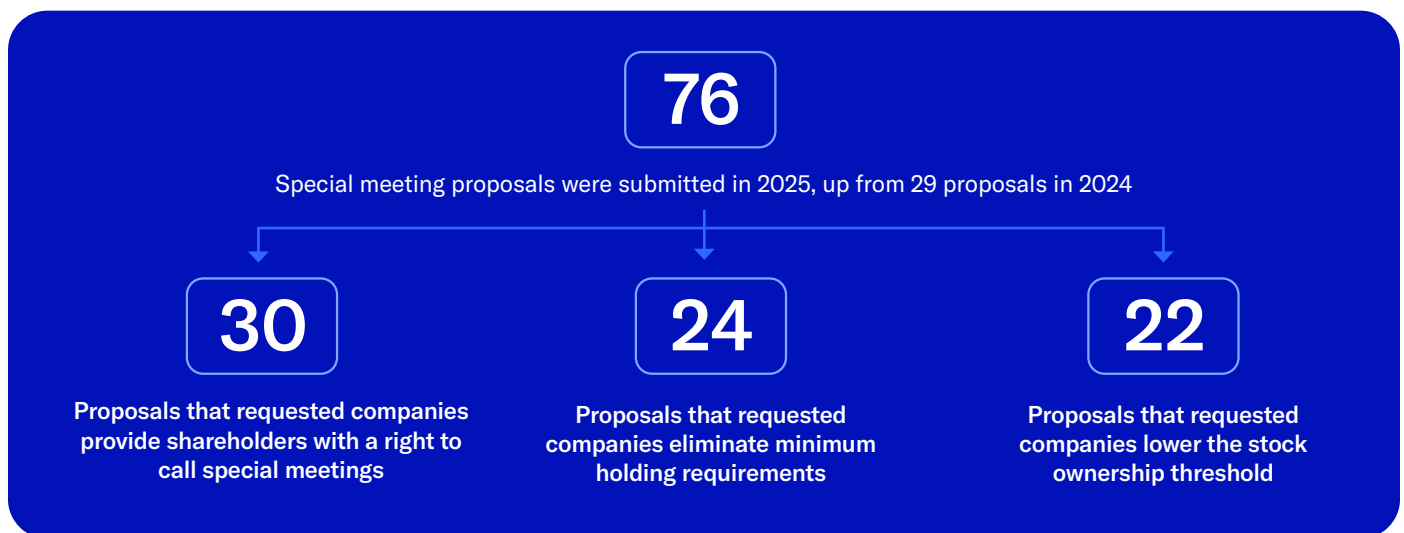 76
Special meeting proposals were submitted in 2025, up from 29 proposals in 2024
30
Proposals that requested companies
provide shareholders with a right to
call special meetings
24
Proposals that requested
companies eliminate minimum
holding requirements
22
Proposals that requested
companies lower the stock
ownership threshold